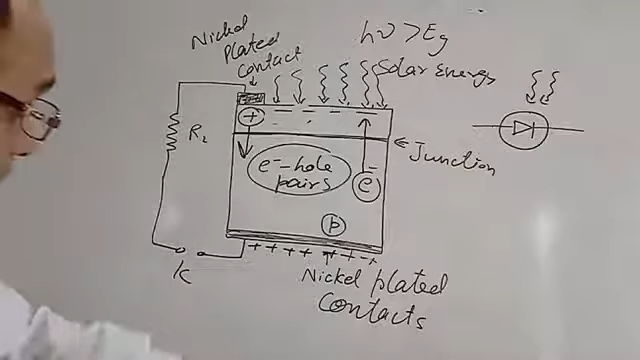 Nickel
Plated
Contact
hν > Eg
Solar energy
+
R
L
Junction
e⁻-hole
pairs
e⁻
p
K
+ + + + + + +
Nickel plated
Contacts